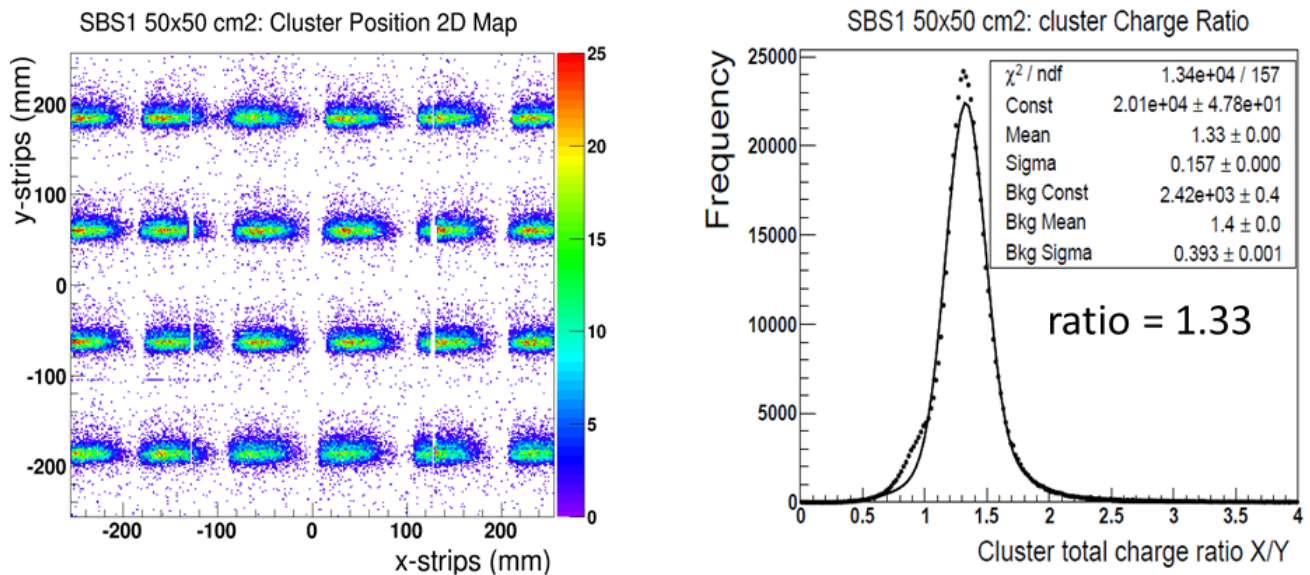 SBS1 50x50 cm2: Cluster Position 2D Map
y-strips (mm)
200
100
0
-100
-200
-200
-100
0
100
200
x-strips (mm)
25
20
15
10
5
0
SBS1 50x50 cm2: cluster Charge Ratio
Frequency
25000
20000
15000
10000
5000
0
χ² / ndf 1.34e+04 / 157
Const 2.01e+04 ± 4.78e+01
Mean 1.33 ± 0.00
Sigma 0.157 ± 0.000
Bkg Const 2.42e+03 ± 0.4
Bkg Mean 1.4 ± 0.0
Bkg Sigma 0.393 ± 0.001
ratio = 1.33
0 0.5 1 1.5 2 2.5 3 3.5 4
Cluster total charge ratio X/Y